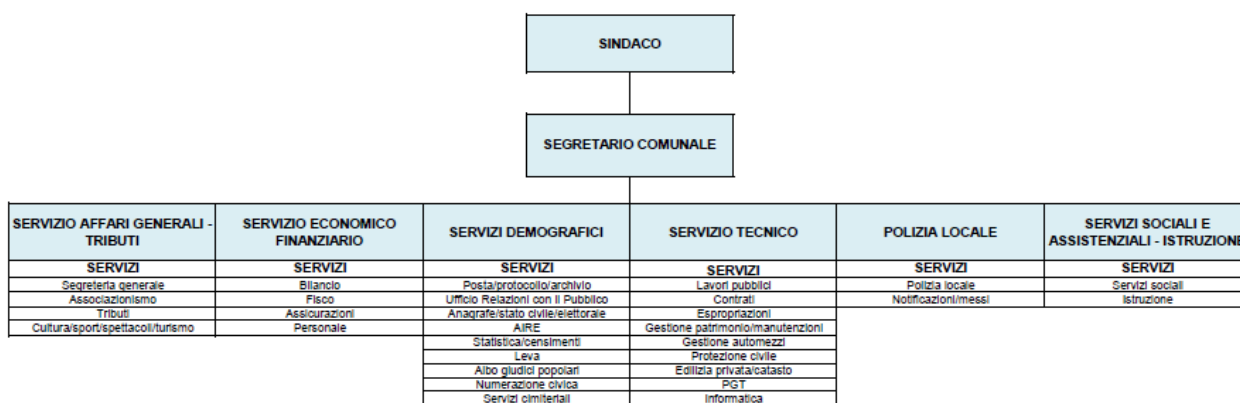 SINDACO
SEGRETARIO COMUNALE
SERVIZIO AFFARI GENERALI -
TRIBUTI
SERVIZI
Segreteria generale
Associazionismo
Tributi
Cultura/sport/spettacoli/turismo
SERVIZIO ECONOMICO
FINANZIARIO
SERVIZI
Bilancio
Fisco
Assicurazioni
Personale
SERVIZI DEMOGRAFICI
SERVIZI
Posta/protocollo/archivio
Ufficio Relazioni con il Pubblico
Anagrafe/stato civile/elettorale
AIRE
Statistica/censimenti
Leva
Albo giudici popolari
Numerazione civica
Servizi cimiteriali
SERVIZIO TECNICO
SERVIZI
Lavori pubblici
Contrati
Espropriazioni
Gestione patrimonio/manutenzioni
Gestione automezzi
Protezione civile
Edilizia privata/catasto
PGT
Informatica
POLIZIA LOCALE
SERVIZI
Polizia locale
Notificazioni/messi
SERVIZI SOCIALI E
ASSISTENZIALI - ISTRUZIONE
SERVIZI
Servizi sociali
Istruzione